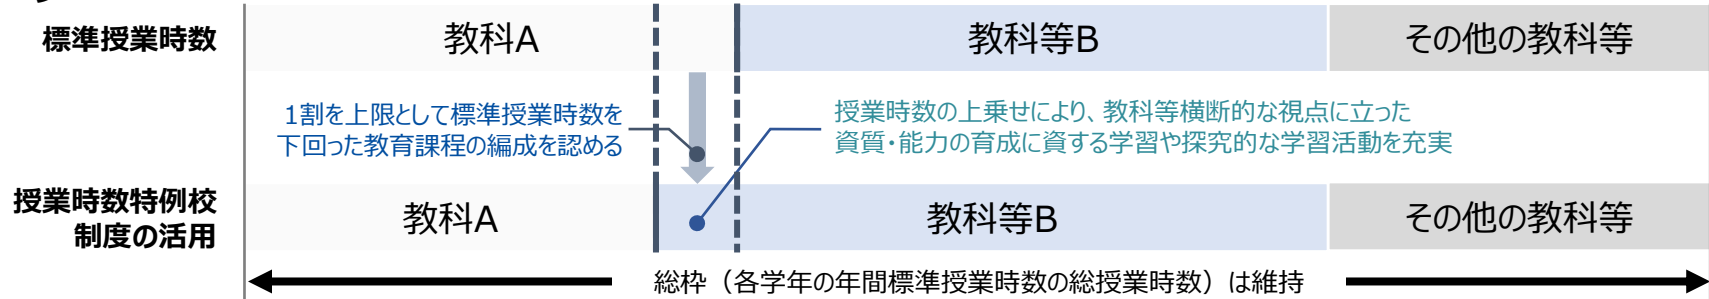 標準授業時数
教科A
教科等B
その他の教科等
1割を上限として標準授業時数を
下回った教育課程の編成を認める
授業時数の上乗せにより、教科等横断的な視点に立った
資質・能力の育成に資する学習や探究的な学習活動を充実
授業時数特例校
制度の活用
教科A
教科等B
その他の教科等
総枠（各学年の年間標準授業時数の総授業時数）は維持